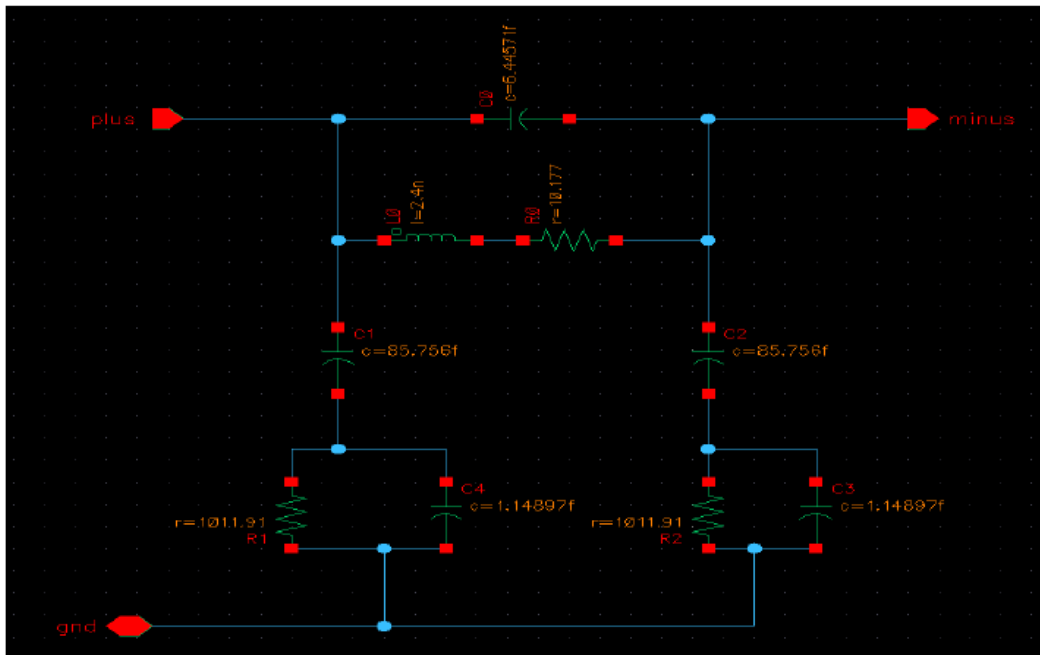 c=6.44571f
C0
plus
minus
l=2.4n
L0
r=10.177
R0
C1
c=85.756f
C2
c=85.756f
C4
c=1.14897f
r=1011.91
R1
C3
c=1.14897f
r=1011.91
R2
gnd